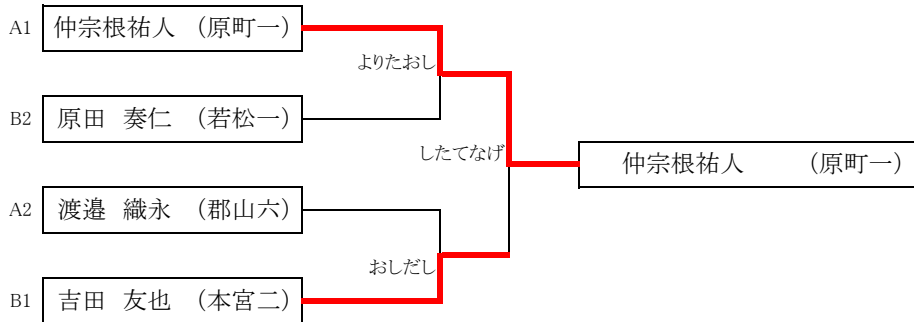 A1 仲宗根祐人 (原町一)
よりたおし
B2 原田 奏仁 (若松一)
したてなげ
仲宗根祐人 (原町一)
A2 渡邉 織永 (郡山六)
おしだし
B1 吉田 友也 (本宮二)